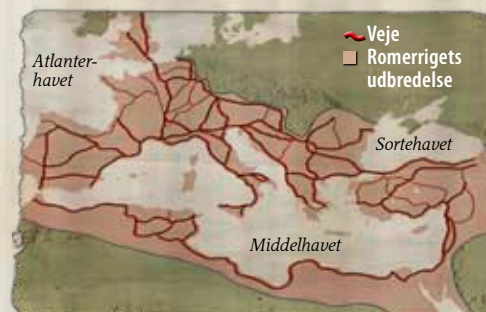 Veje
Romerrigets
udbredelse
Atlanter-
havet
Sortehavet
Middelhavet